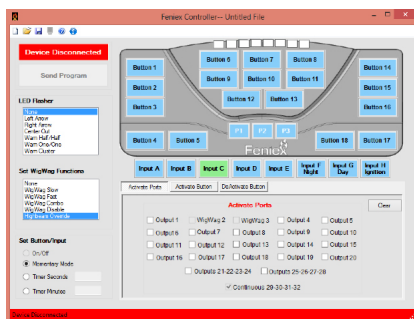 Feniex Controller-- Untitled File
Device Disconnected
Send Program
LED Flasher
None
Left Arrow
Right Arrow
Center Out
Warn Half/Half
Warn One/One
Warn Cluster
Set WigWag Functions
None
WigWag Slow
WigWag Fast
WigWag Combo
WigWag Disable
Highbeam Override
Set Button/Input
On/Off
Momentary Mode
Timer Seconds
Timer Minutes
Button 6 Button 7 Button 8
Button 1 Button 14
Button 9 Button 10 Button 11
Button 2 Button 15
Button 12 Button 13
Button 3 Button 16
P1 P2 P3
Button 4 Button 5 Button 18 Button 17
Feniex
Input A Input B Input C Input D Input E Input F Night Input G Day Input H Ignition
Activate Ports Activate Button DeActivate Button
Activate Ports Clear
Output 1 WigWag 2 WigWag 3 Output 4 Output 5
Output 6 Output 7 Output 8 Output 9 Output 10
Output 11 Output 12 Output 13 Output 14 Output 15
Output 16 Output 17 Output 18 Output 19 Output 20
Outputs 21-22-23-24 Outputs 25-26-27-28
Continuous 29-30-31-32
Device Disconnected